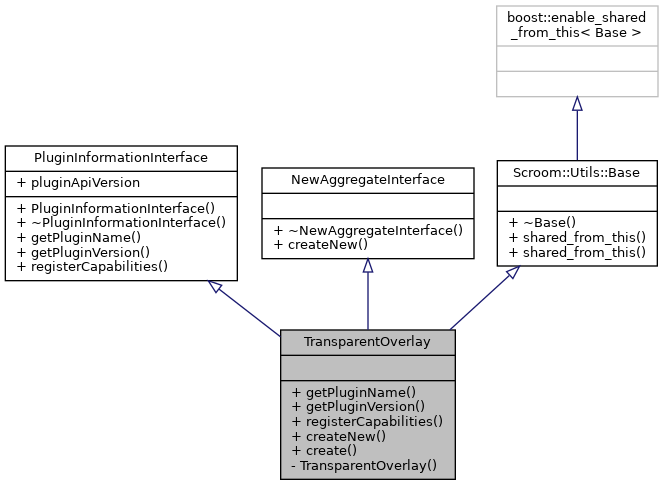 boost::enable_shared
_from_this< Base >
PluginInformationInterface
+ pluginApiVersion
+ PluginInformationInterface()
+ ~PluginInformationInterface()
+ getPluginName()
+ getPluginVersion()
+ registerCapabilities()
NewAggregateInterface
+ ~NewAggregateInterface()
+ createNew()
Scroom::Utils::Base
+ ~Base()
+ shared_from_this()
+ shared_from_this()
TransparentOverlay
+ getPluginName()
+ getPluginVersion()
+ registerCapabilities()
+ createNew()
+ create()
- TransparentOverlay()